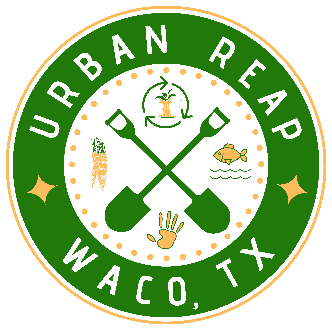 URBAN REAP
WACO, TX